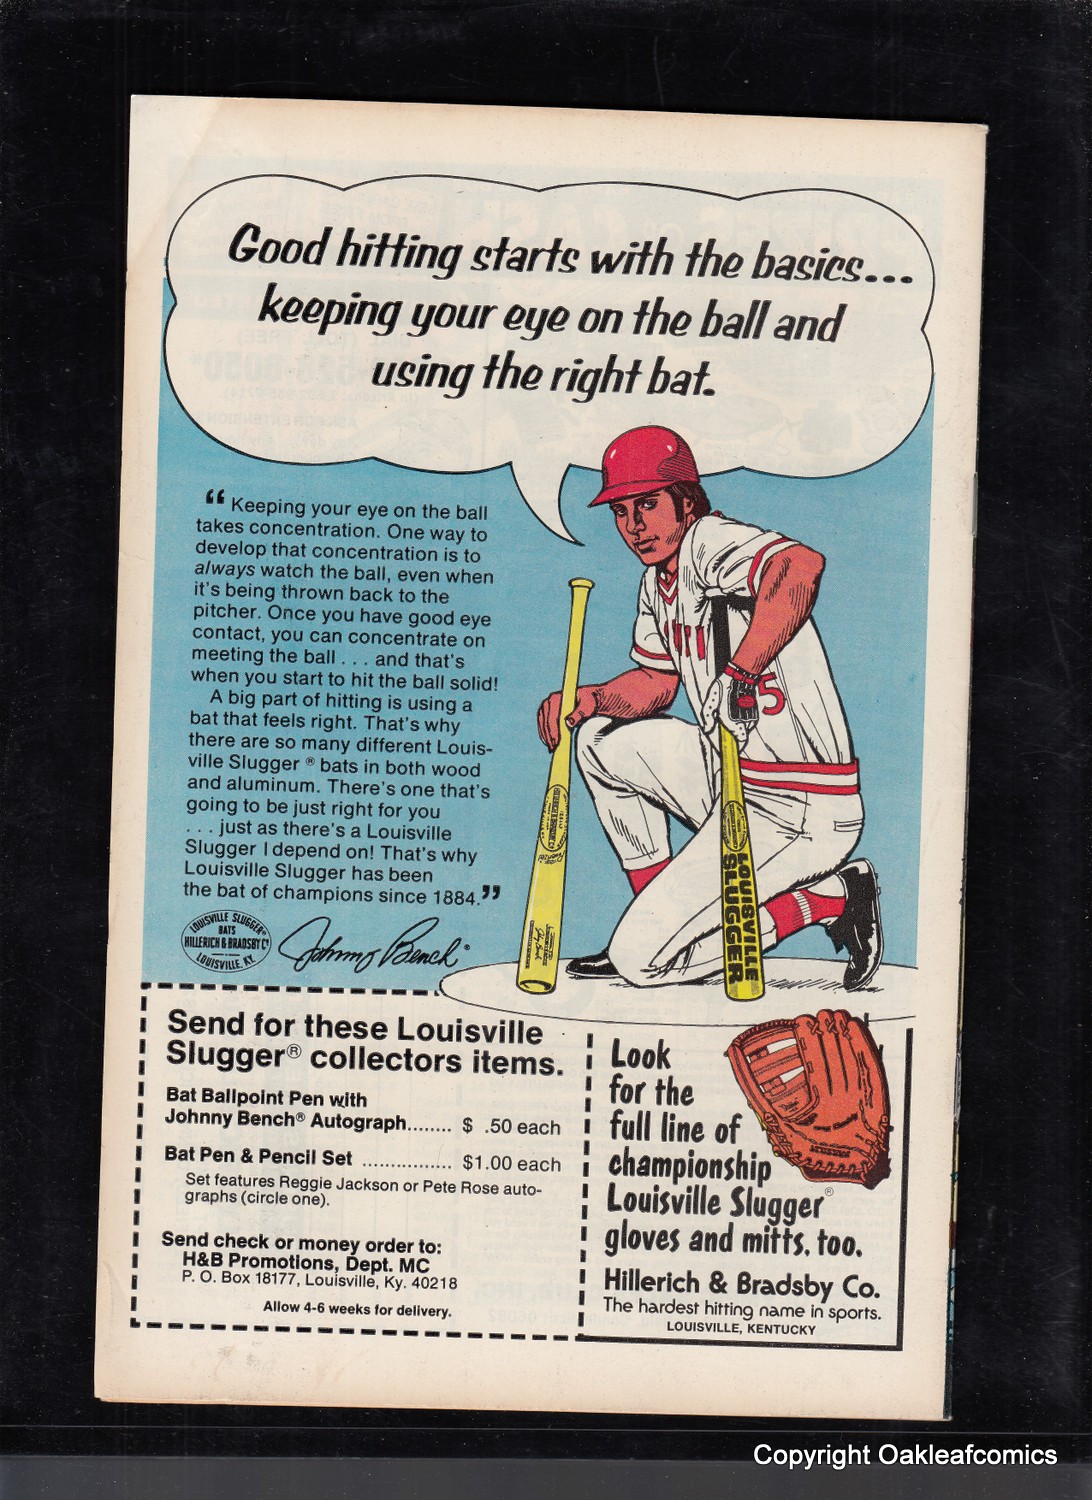 Good hitting starts with the basics...
keeping your eye on the ball and
using the right bat.
“Keeping your eye on the ball
takes concentration. One way to
develop that concentration is to
always watch the ball, even when
it's being thrown back to the
pitcher. Once you have good eye
contact, you can concentrate on
meeting the ball . . . and that's
when you start to hit the ball solid!
A big part of hitting is using a
bat that feels right. That's why
there are so many different Louis-
ville Slugger® bats in both wood
and aluminum. There's one that's
going to be just right for you
. . . just as there's a Louisville
Slugger I depend on! That's why
Louisville Slugger has been
the bat of champions since 1884.”
LOUISVILLE SLUGGER®
BATS
HILLERICH & BRADSBY Cº
LOUISVILLE, KY.
Johnny Bench®
5
LOUISVILLE
SLUGGER
Send for these Louisville
Slugger® collectors items.
Bat Ballpoint Pen with
Johnny Bench® Autograph........ $ .50 each
Bat Pen & Pencil Set ................ $1.00 each
Set features Reggie Jackson or Pete Rose auto-
graphs (circle one).
Send check or money order to:
H&B Promotions, Dept. MC
P. O. Box 18177, Louisville, Ky. 40218
Allow 4-6 weeks for delivery.
Look
for the
full line of
championship
Louisville Slugger®
gloves and mitts, too.
Hillerich & Bradsby Co.
The hardest hitting name in sports.
LOUISVILLE, KENTUCKY
Copyright Oakleafcomics